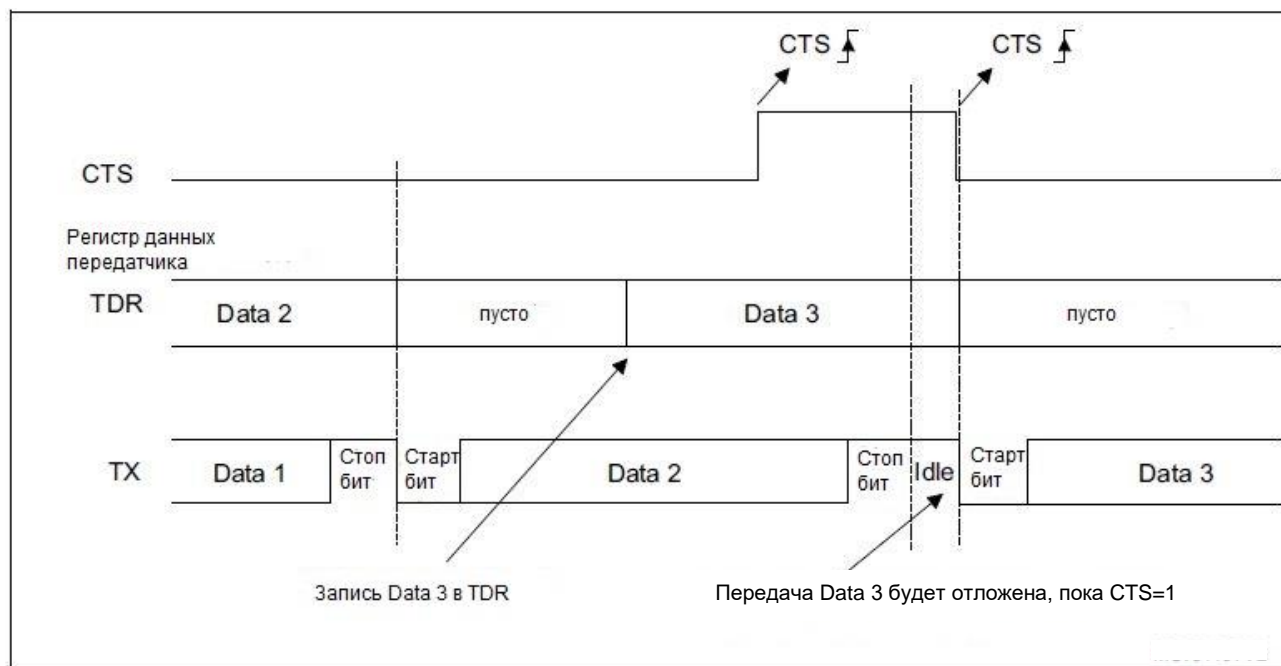 CTS CTS
CTS
Регистр данных
передатчика
TDR Data 2 пусто Data 3 пусто
TX Data 1 Стоп бит Старт бит Data 2 Стоп бит Idle Старт бит Data 3
Запись Data 3 в TDR Передача Data 3 будет отложена, пока CTS=1